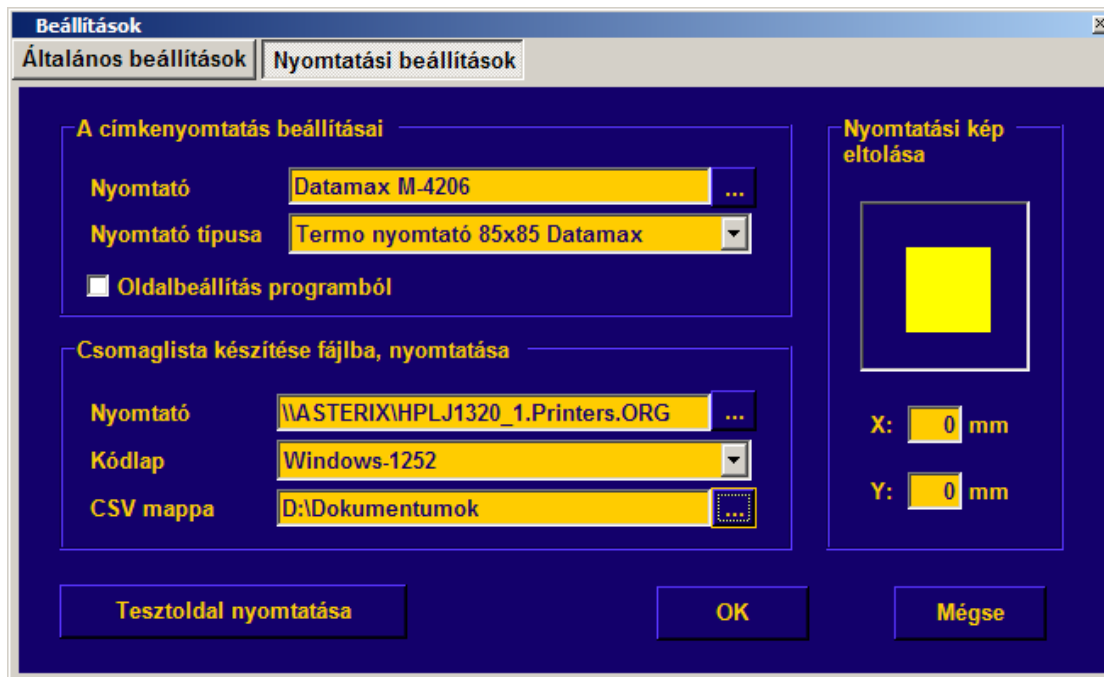 Beállítások
Általános beállítások
Nyomtatási beállítások
A címkenyomtatás beállításai
Nyomtató
Datamax M-4206
...
Nyomtató típusa
Termo nyomtató 85x85 Datamax
Oldalbeállítás programból
Csomaglista készítése fájlba, nyomtatása
Nyomtató
\\ASTERIX\HPLJ1320_1.Printers.ORG
...
Kódlap
Windows-1252
CSV mappa
D:\Dokumentumok
...
Nyomtatási kép
eltolása
X: 0 mm
Y: 0 mm
Tesztoldal nyomtatása
OK
Mégse